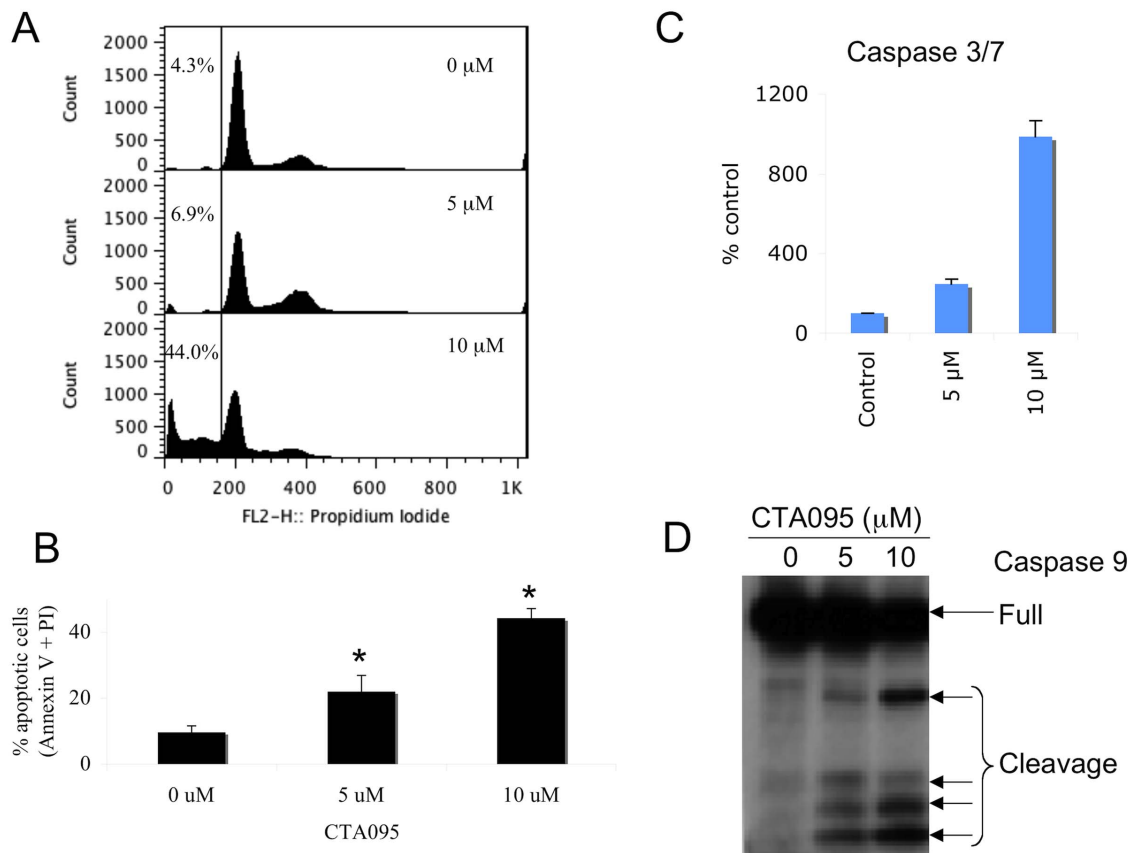 A
2000
1500
1000
500
0
Count
4.3%
0 µM
2000
1500
1000
500
0
Count
6.9%
5 µM
2000
1500
1000
500
0
Count
44.0%
10 µM
0 200 400 600 800 1K
FL2-H:: Propidium Iodide
B
% apoptotic cells
(Annexin V + PI)
40
20
0
*
*
0 uM 5 uM 10 uM
CTA095
C
Caspase 3/7
% control
1200
800
400
0
Control
5 µM
10 µM
D
CTA095 (µM)
0 5 10
Caspase 9
Full
Cleavage